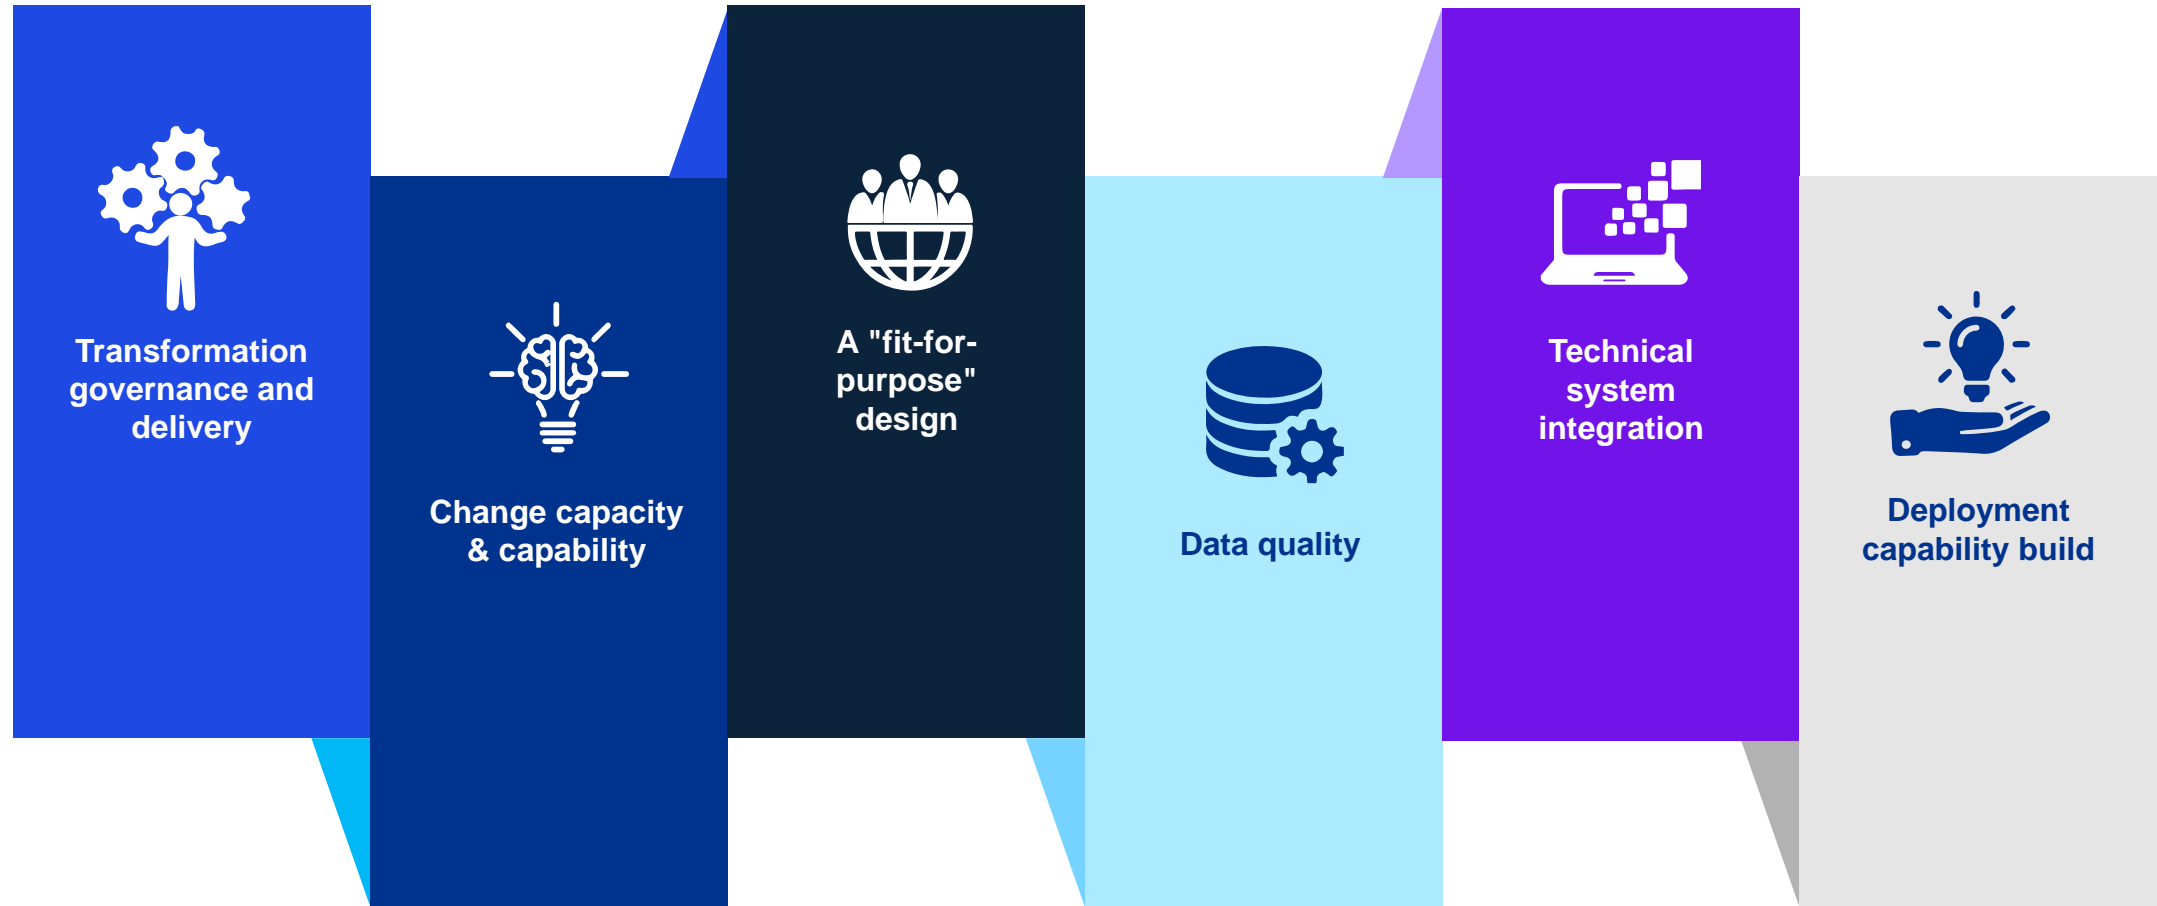 Transformation
governance and
delivery
Change capacity
& capability
A "fit-for-
purpose"
design
Data quality
Technical
system
integration
Deployment
capability build